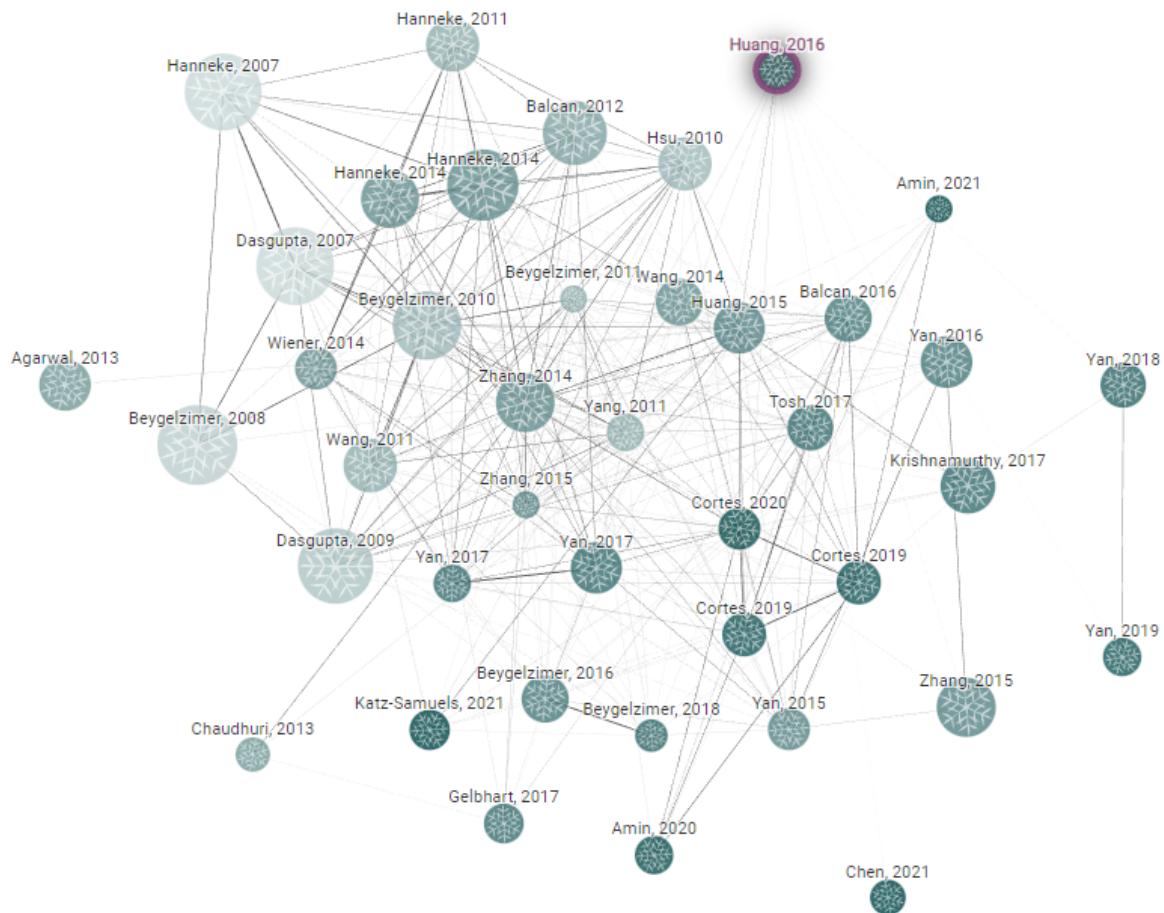 Hanneke, 2011
Huang, 2016
Hanneke, 2007
Balcan, 2012
Hsu, 2010
Hanneke, 2014
Hanneke, 2014
Amin, 2021
Dasgupta, 2007
Beygelzimer, 2011
Wang, 2014
Balcan, 2016
Beygelzimer, 2010
Huang, 2015
Yan, 2016
Wiener, 2014
Agarwal, 2013
Yan, 2018
Zhang, 2014
Tosh, 2017
Yang, 2011
Beygelzimer, 2008
Wang, 2011
Krishnamurthy, 2017
Zhang, 2015
Cortes, 2020
Dasgupta, 2009
Yan, 2017
Yan, 2017
Cortes, 2019
Cortes, 2019
Yan, 2019
Beygelzimer, 2016
Zhang, 2015
Katz-Samuels, 2021
Beygelzimer, 2018
Yan, 2015
Chaudhuri, 2013
Gelbhart, 2017
Amin, 2020
Chen, 2021